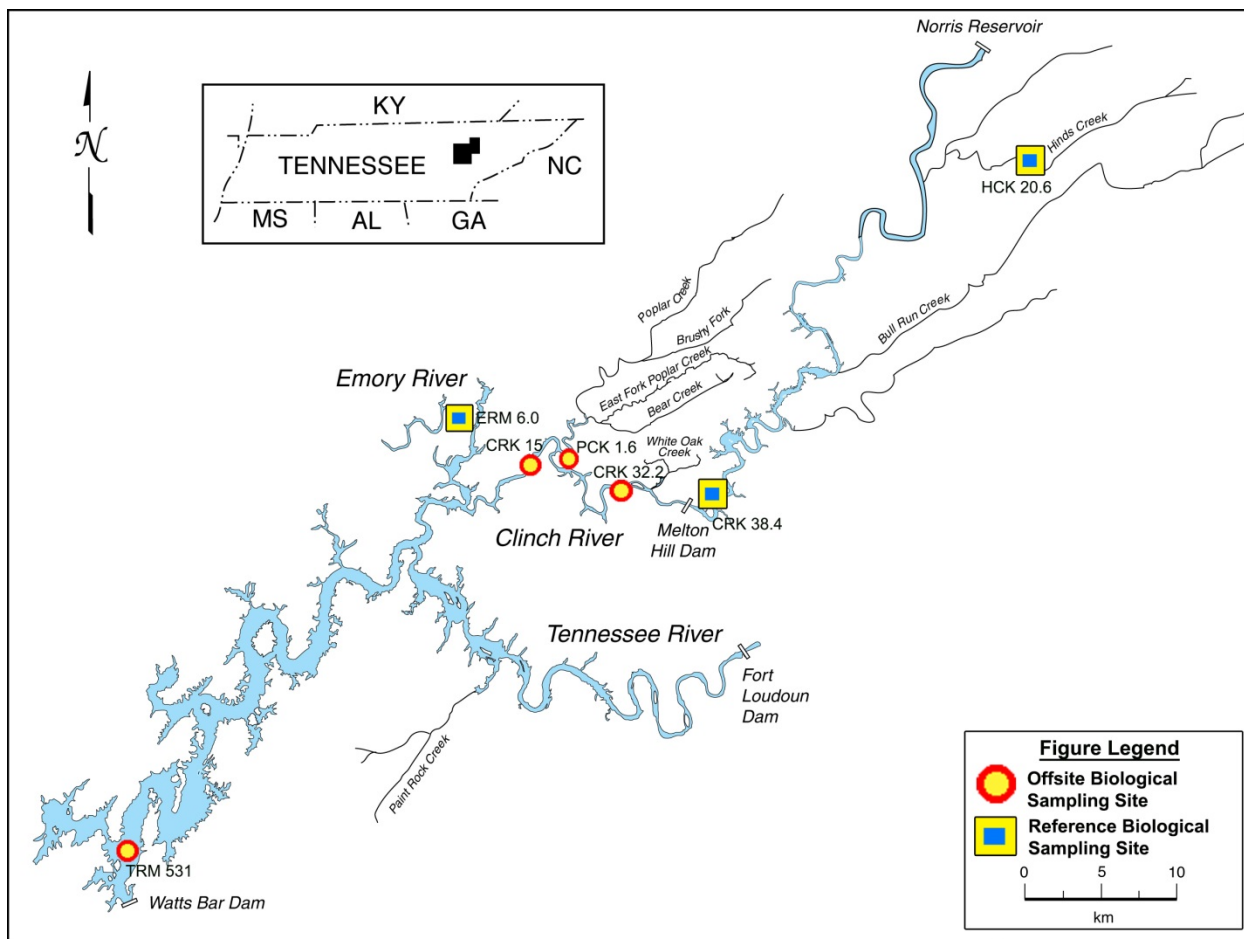 Norris Reservoir
N
KY
TENNESSEE
NC
MS
AL
GA
Hinds Creek
HCK 20.6
Poplar Creek
Brushy Fork
Bull Run Creek
East Fork Poplar Creek
Bear Creek
Emory River
ERM 6.0
CRK 15
PCK 1.6
White Oak
Creek
CRK 32.2
CRK 38.4
Clinch River
Melton
Hill Dam
Tennessee River
Fort
Loudoun
Dam
Paint Rock Creek
TRM 531
Watts Bar Dam
Figure Legend
Offsite Biological
Sampling Site
Reference Biological
Sampling Site
0
5
10
km